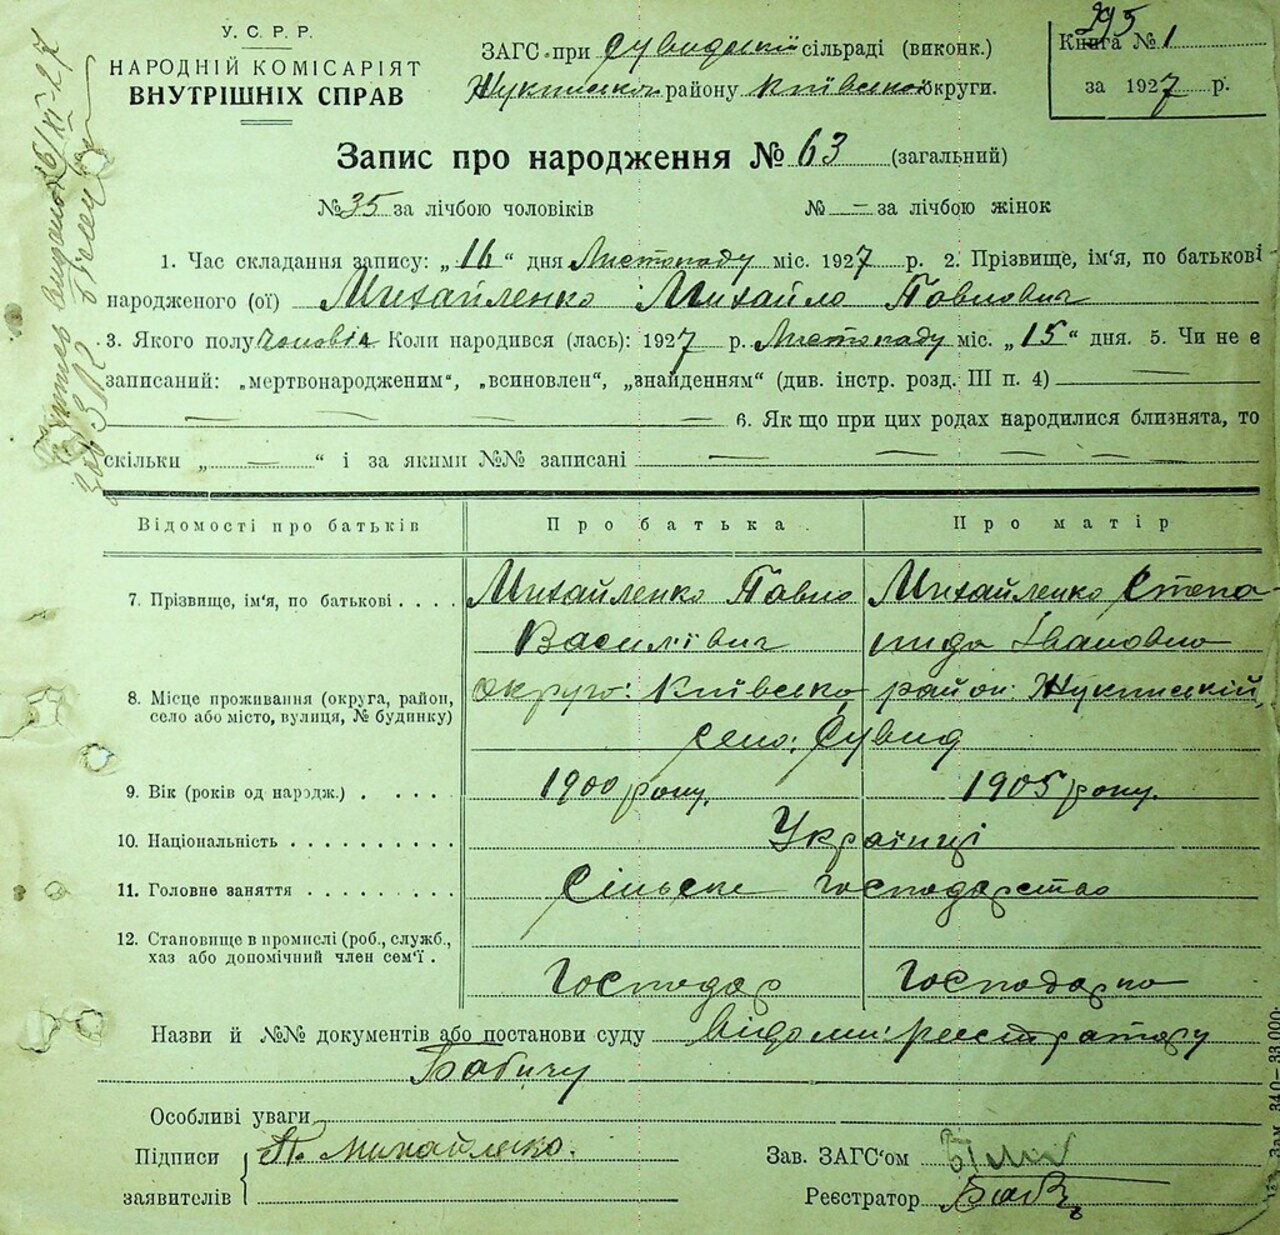 У. С. Р. Р.
НАРОДНІЙ КОМІСАРІЯТ
ВНУТРІШНІХ СПРАВ
ЗАГС при Сувидській сільраді (виконк.)
Жукинськ. району Київської округи.
Книга № 1
за 1927 р.
Запис про народження № 63 (загальний)
№ 35 за лічбою чоловіків № — за лічбою жінок
1. Час складання запису: „16“ дня Листопаду міс. 1927 р. 2. Прізвище, ім'я, по батькові
народженого (ої) Михайленко Михайло Павлович
3. Якого полу чоловік Коли народився (лась): 1927 р. Листопаду міс. „15“ дня. 5. Чи не є
записаний: „мертвонародженим“, „всиновлен“, „знайденням“ (див. інстр. розд. III п. 4) —
— — — 6. Як що при цих родах народилися близнята, то
скільки „ — “ і за якими №№ записані — — — —
Відомості про батьків Про батька. Про матір
7. Прізвище, ім'я, по батькові . . . . Михайленко Павло Михайленко Степа-
Василівич нида Івановна
8. Місце проживання (округа, район, округа: Київська район: Жукинській,
село або місто, вулиця, № будинку) село: Сувид
9. Вік (років од народж.) . . . . 1900 року, 1905 року.
10. Національність . . . . . . . . . . Українці
11. Головне заняття . . . . . . . . . Сільське господарство
12. Становище в промислі (роб., служб.,
хаз або допомічний член сем'ї . Господар Господарка
Назви й №№ документів або постанови суду відомі реєстратору
Бабичу
Особливі уваги
Підписи П. Михайленко.
заявителів
Зав. ЗАГС'ом
Реєстратор